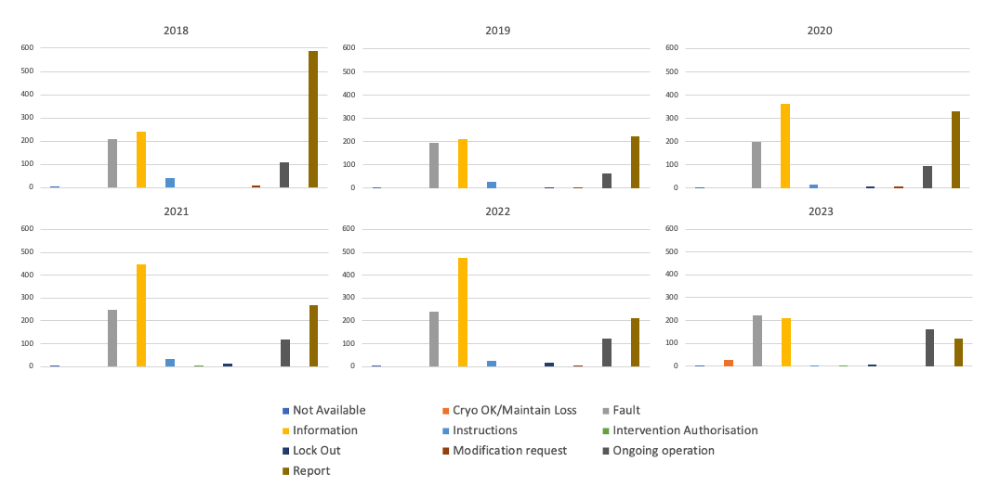 2018 2019 2020
600 600 600
500 500 500
400 400 400
300 300 300
200 200 200
100 100 100
0 0 0
2021 2022 2023
600 600 600
500 500 500
400 400 400
300 300 300
200 200 200
100 100 100
0 0 0
Not Available Cryo OK/Maintain Loss Fault
Information Instructions Intervention Authorisation
Lock Out Modification request Ongoing operation
Report